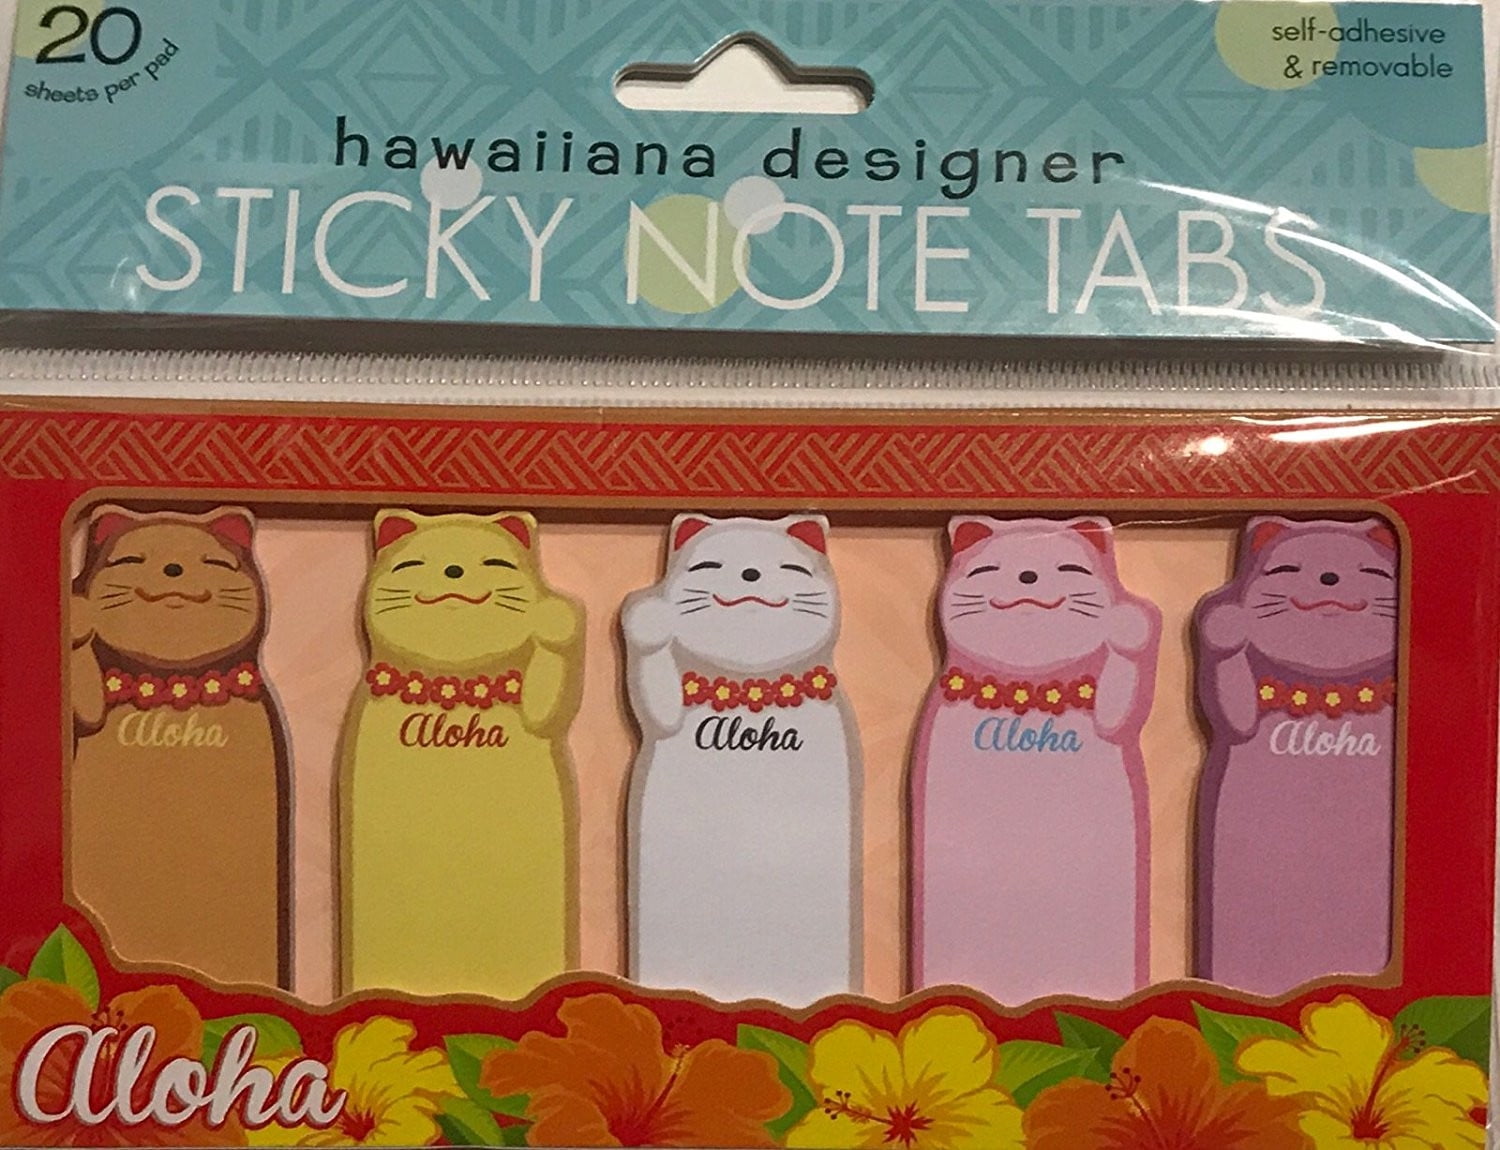 20
sheets per pad
self-adhesive
& removable
hawaiiana designer
STICKY NOTE TABS
Aloha
Aloha
Aloha
Aloha
Aloha
Aloha